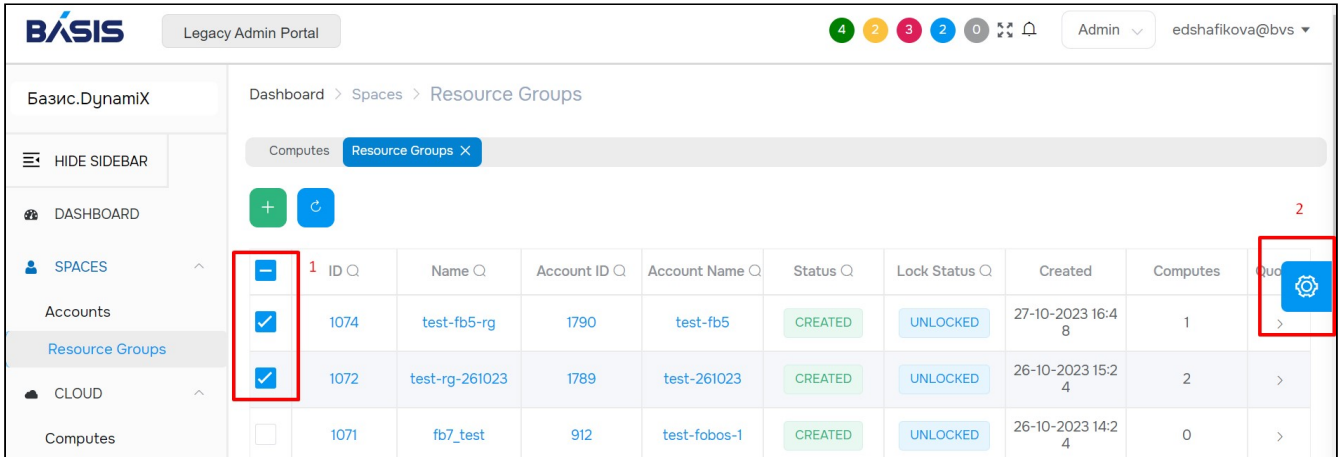 BÁSIS
Legacy Admin Portal
4 2 3 2 0
Admin
edshafikova@bvs
Базис.DynamiX
Dashboard > Spaces > Resource Groups
HIDE SIDEBAR
Computes
Resource Groups ×
DASHBOARD
+
2
SPACES
1
ID Name Account ID Account Name Status Lock Status Created Computes Quo
Accounts
1074 test-fb5-rg 1790 test-fb5 CREATED UNLOCKED 27-10-2023 16:4
8 1 >
Resource Groups
1072 test-rg-261023 1789 test-261023 CREATED UNLOCKED 26-10-2023 15:2
4 2 >
CLOUD
Computes
1071 fb7_test 912 test-fobos-1 CREATED UNLOCKED 26-10-2023 14:2
4 0 >